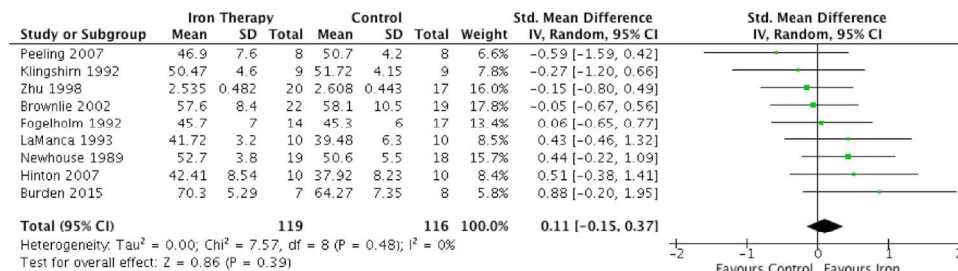 Iron Therapy Control Std. Mean Difference Std. Mean Difference
Study or Subgroup Mean SD Total Mean SD Total Weight IV, Random, 95% CI IV, Random, 95% CI
Peeling 2007 46.9 7.6 8 50.7 4.2 8 6.6% -0.59 [-1.59, 0.42]
Klingshirn 1992 50.47 4.6 9 51.72 4.15 9 7.8% -0.27 [-1.20, 0.66]
Zhu 1998 2.535 0.482 20 2.608 0.443 17 16.0% -0.15 [-0.80, 0.49]
Brownlie 2002 57.6 8.4 22 58.1 10.5 19 17.7% -0.05 [-0.67, 0.56]
Fogelholm 1992 45.7 7 14 45.3 6 17 13.4% 0.06 [-0.65, 0.77]
LaManca 1993 41.72 3.2 10 39.48 6.3 10 8.5% 0.43 [-0.46, 1.32]
Newhouse 1989 52.7 3.8 19 50.6 5.5 18 15.7% 0.44 [-0.22, 1.09]
Hinton 2007 42.41 8.54 10 37.92 8.23 10 8.4% 0.51 [-0.38, 1.41]
Burden 2015 70.3 5.29 7 64.27 7.35 8 5.8% 0.88 [-0.20, 1.95]
Total (95% CI) 119 116 100.0% 0.11 [-0.15, 0.37]
Heterogeneity: Tau² = 0.00; Chi² = 7.57, df = 8 (P = 0.48); I² = 0%
Test for overall effect: Z = 0.86 (P = 0.39)
-2 -1 0 1 2
Favours Control Favours Iron